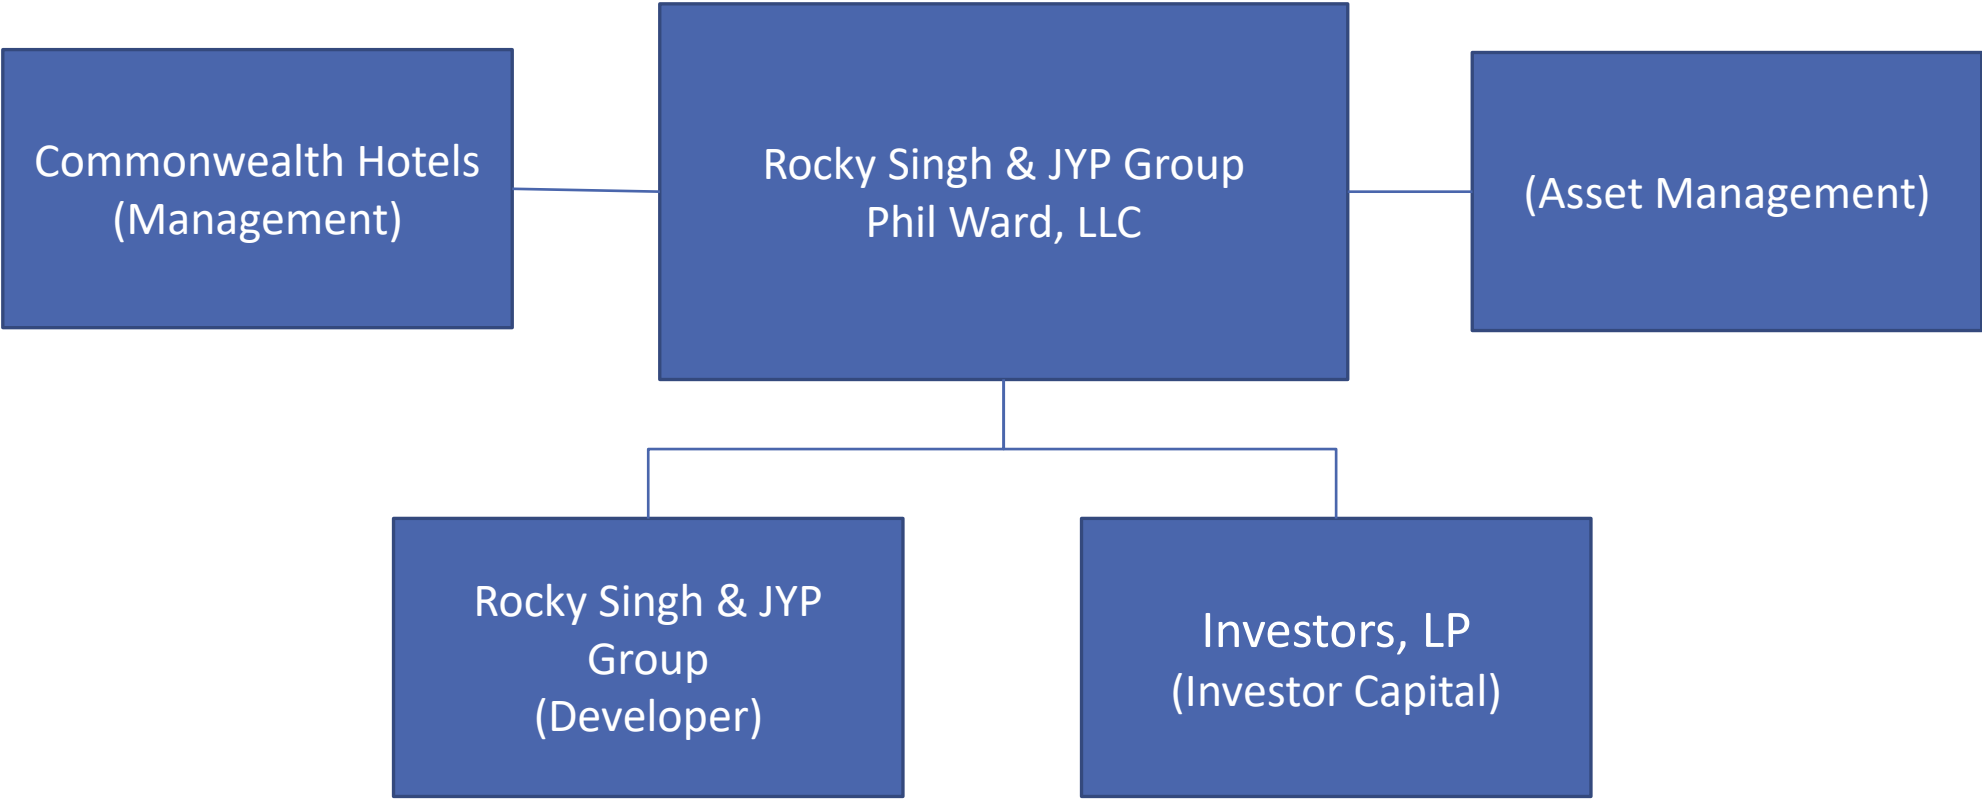 Commonwealth Hotels
(Management)
Rocky Singh & JYP Group
Phil Ward, LLC
(Asset Management)
Rocky Singh & JYP
Group
(Developer)
Investors, LP
(Investor Capital)